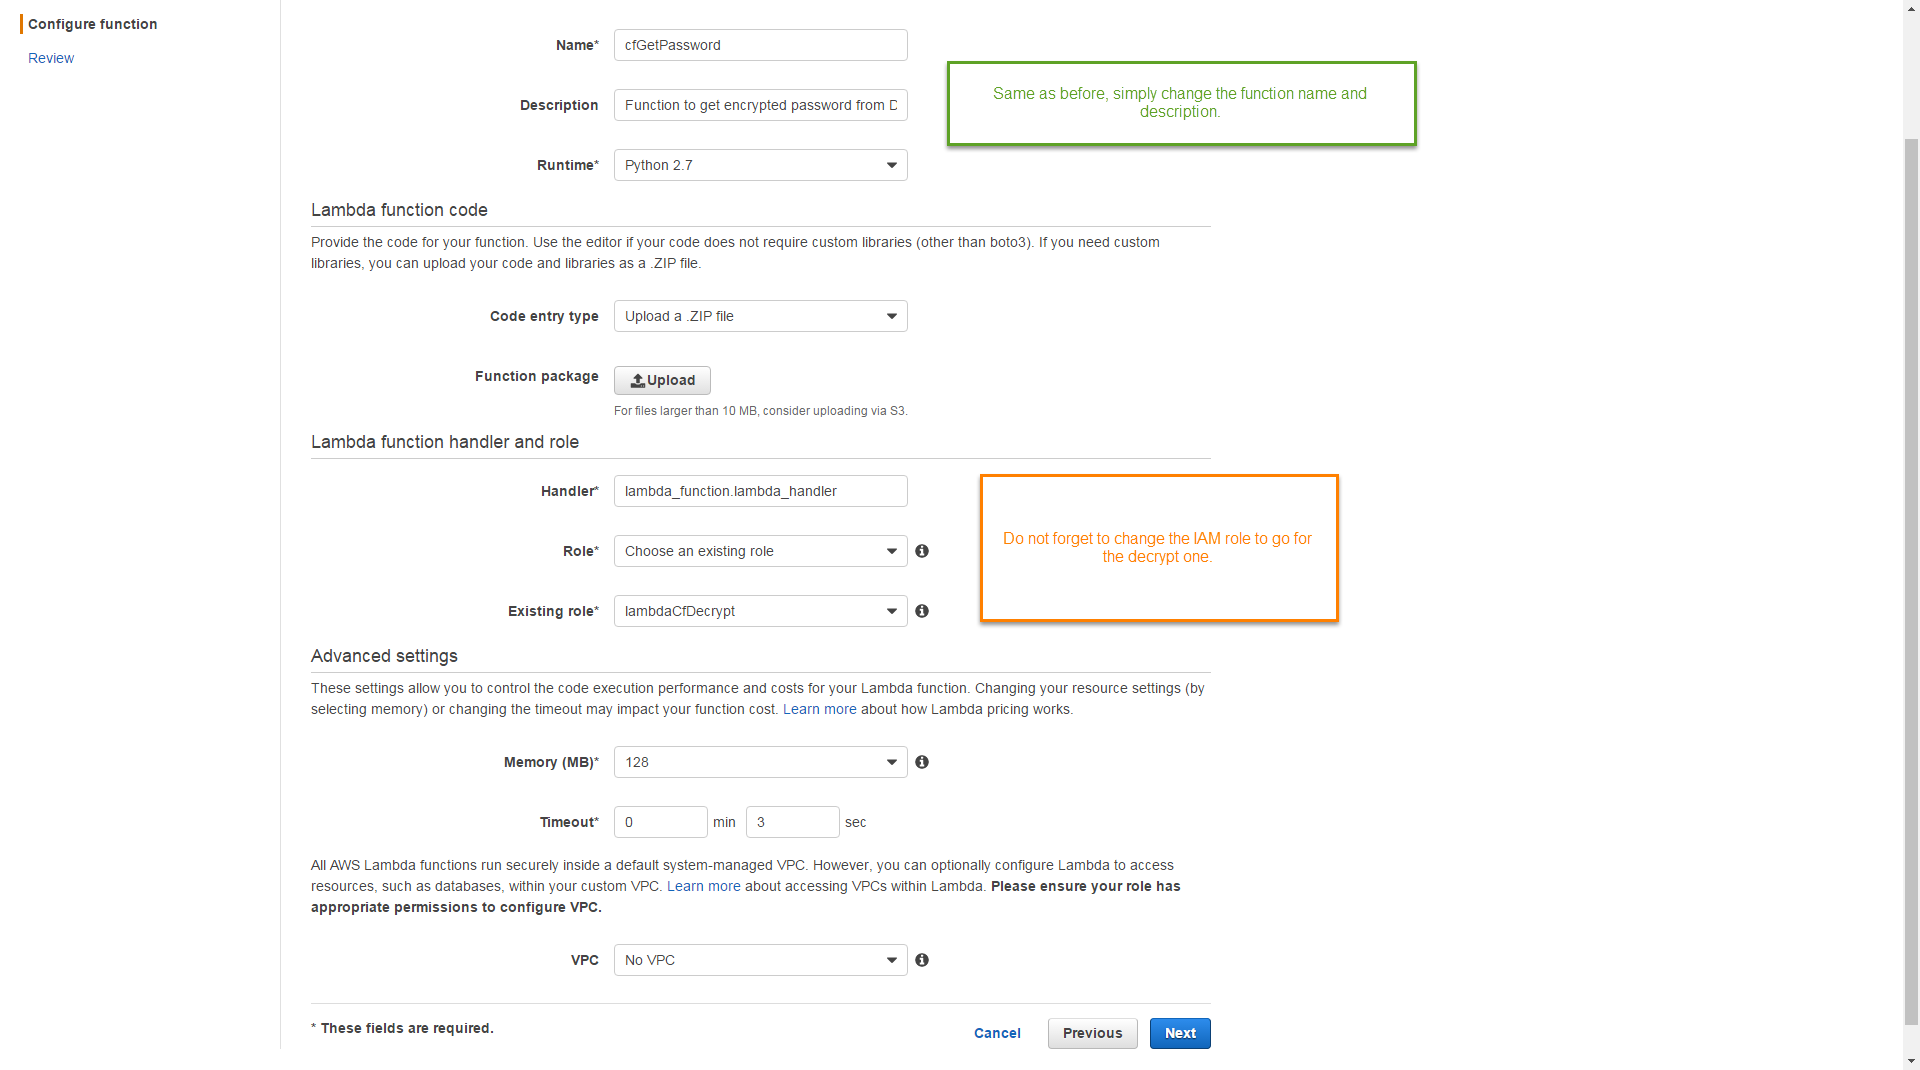 Configure function
Review
Name*
cfGetPassword
Same as before, simply change the function name and
description.
Description
Function to get encrypted password from D
Runtime*
Python 2.7
Lambda function code
Provide the code for your function. Use the editor if your code does not require custom libraries (other than boto3). If you need custom
libraries, you can upload your code and libraries as a .ZIP file.
Code entry type
Upload a .ZIP file
Function package
Upload
For files larger than 10 MB, consider uploading via S3.
Lambda function handler and role
Handler*
lambda_function.lambda_handler
Do not forget to change the IAM role to go for
the decrypt one.
Role*
Choose an existing role
Existing role*
lambdaCfDecrypt
Advanced settings
These settings allow you to control the code execution performance and costs for your Lambda function. Changing your resource settings (by
selecting memory) or changing the timeout may impact your function cost. Learn more about how Lambda pricing works.
Memory (MB)*
128
Timeout*
0 min 3 sec
All AWS Lambda functions run securely inside a default system-managed VPC. However, you can optionally configure Lambda to access
resources, such as databases, within your custom VPC. Learn more about accessing VPCs within Lambda. Please ensure your role has
appropriate permissions to configure VPC.
VPC
No VPC
* These fields are required.
Cancel
Previous
Next